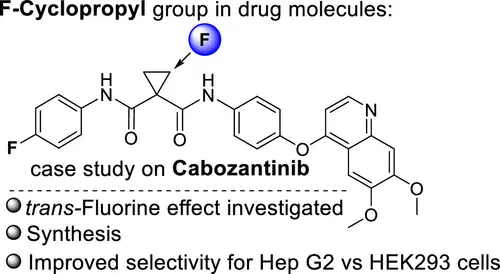 F-Cyclopropyl group in drug molecules:
F
H
N
H
N
N
F
O
O
O
O
O
case study on Cabozantinib
trans-Fluorine effect investigated
Synthesis
Improved selectivity for Hep G2 vs HEK293 cells